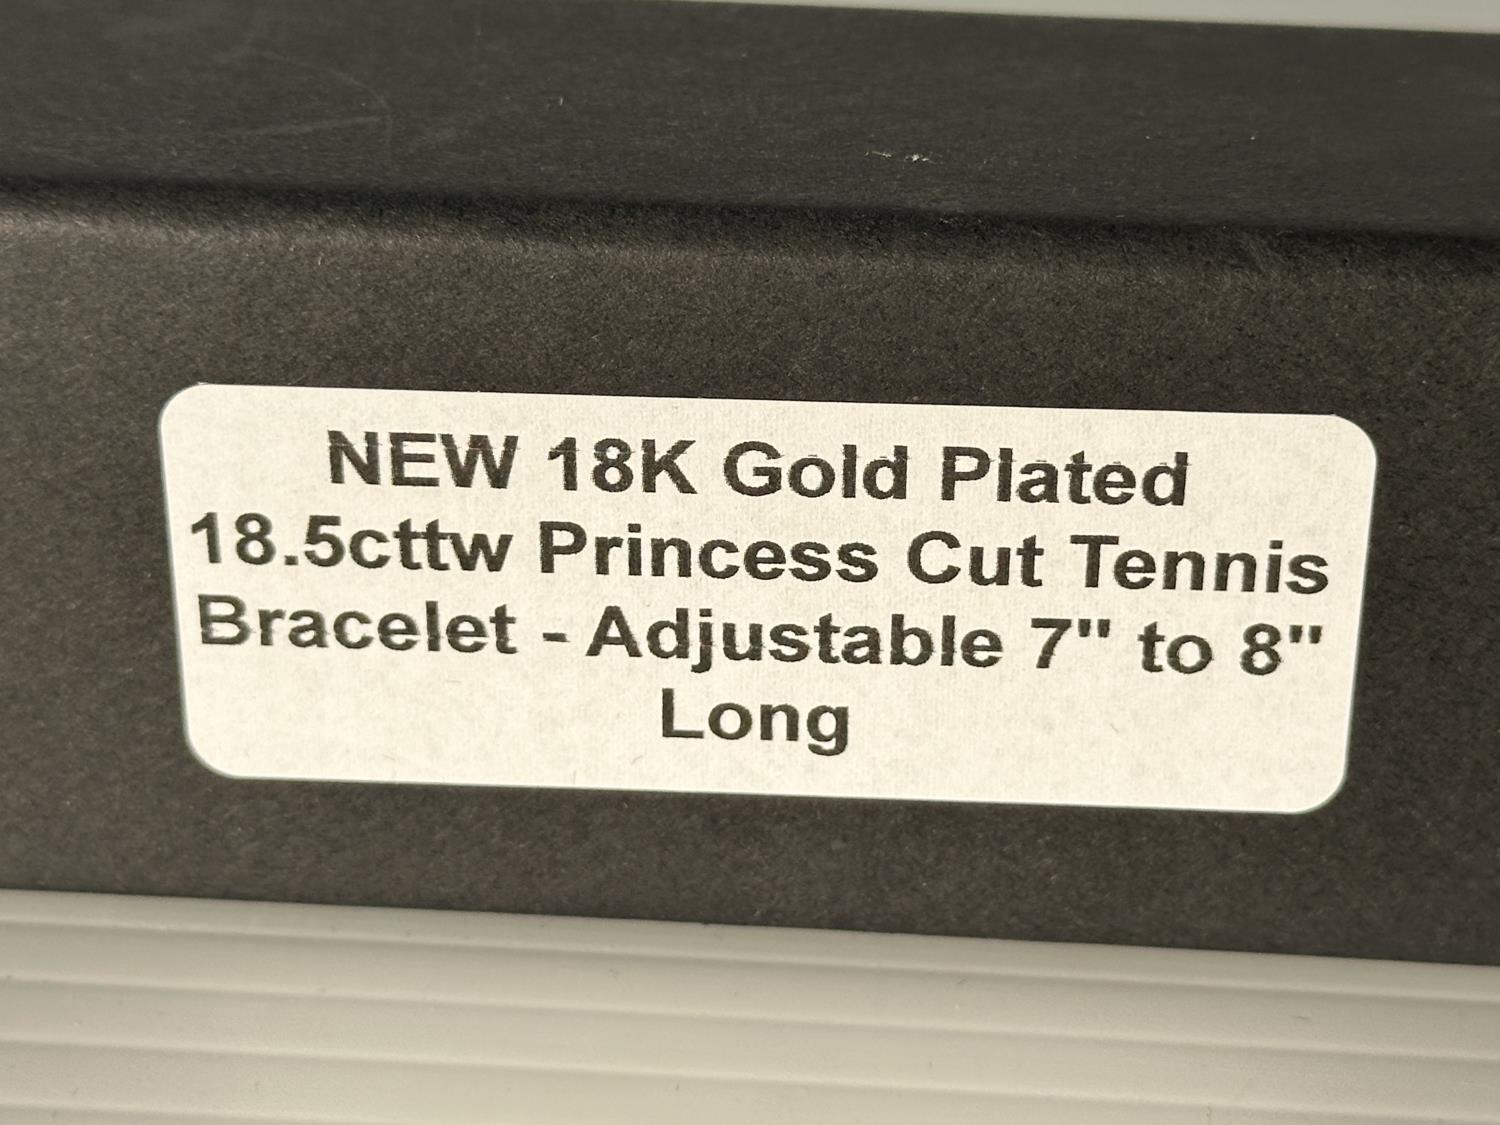 NEW 18K Gold Plated
18.5cttw Princess Cut Tennis
Bracelet - Adjustable 7" to 8"
Long